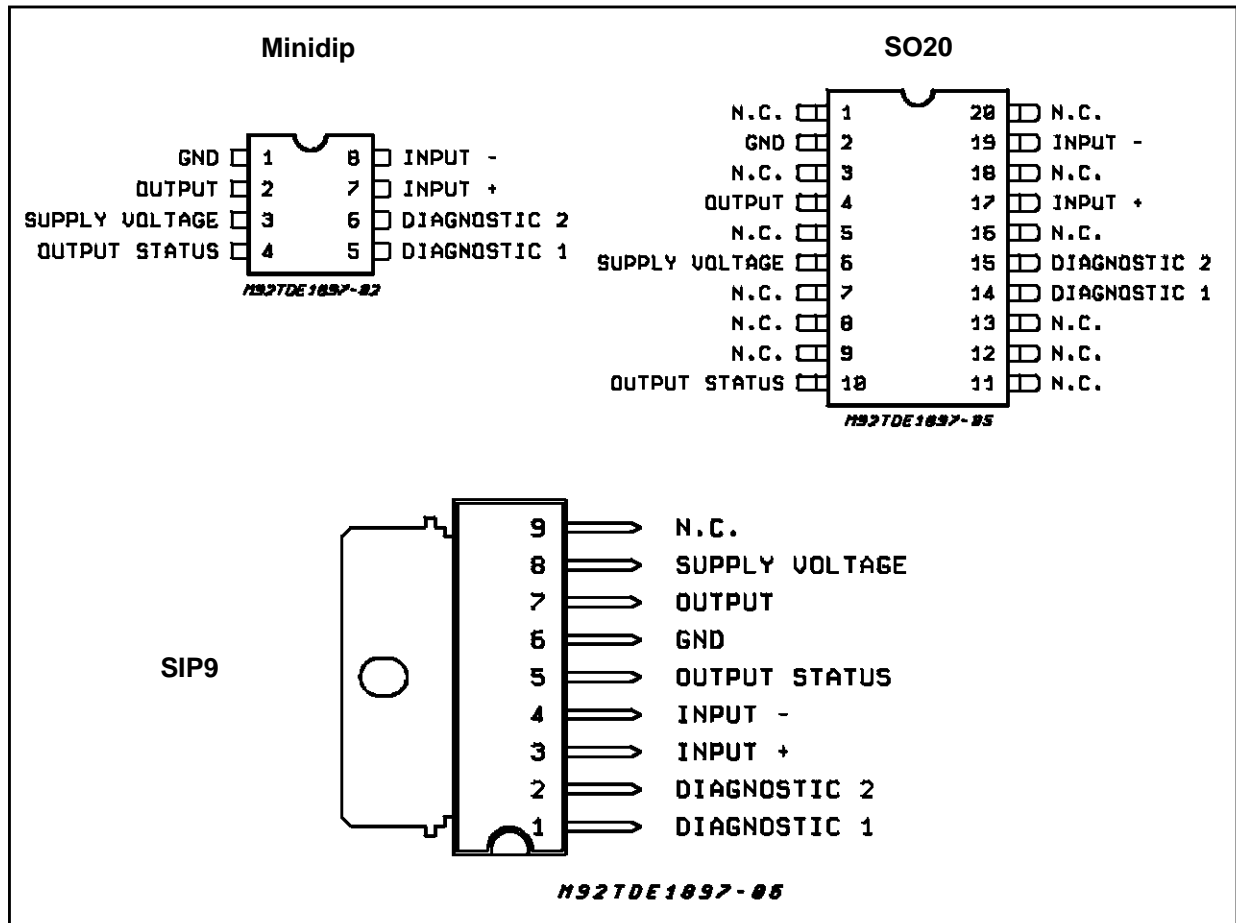 Minidip
GND 1 8 INPUT -
OUTPUT 2 7 INPUT +
SUPPLY VOLTAGE 3 6 DIAGNOSTIC 2
OUTPUT STATUS 4 5 DIAGNOSTIC 1
M92TDE1897-02
SO20
N.C. 1 20 N.C.
GND 2 19 INPUT -
N.C. 3 18 N.C.
OUTPUT 4 17 INPUT +
N.C. 5 16 N.C.
SUPPLY VOLTAGE 6 15 DIAGNOSTIC 2
N.C. 7 14 DIAGNOSTIC 1
N.C. 8 13 N.C.
N.C. 9 12 N.C.
OUTPUT STATUS 10 11 N.C.
M92TDE1897-05
SIP9
9 N.C.
8 SUPPLY VOLTAGE
7 OUTPUT
6 GND
5 OUTPUT STATUS
4 INPUT -
3 INPUT +
2 DIAGNOSTIC 2
1 DIAGNOSTIC 1
M92TDE1897-06